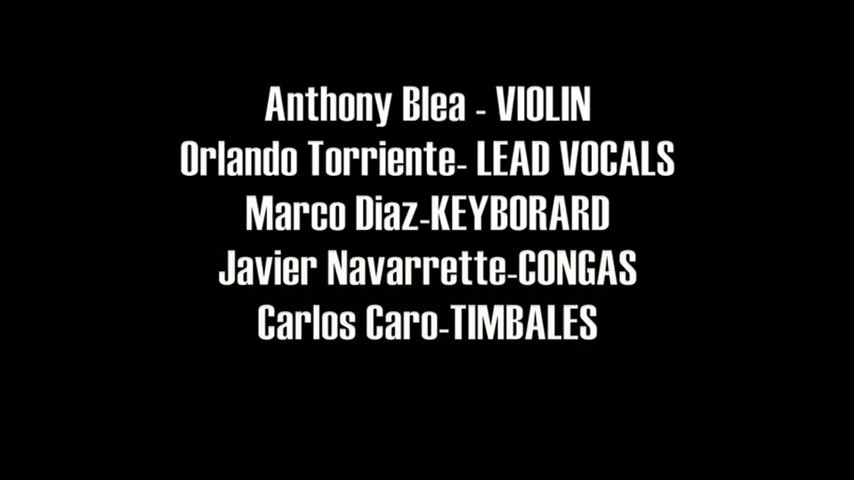 Anthony Blea - VIOLIN
Orlando Torriente- LEAD VOCALS
Marco Diaz-KEYBORARD
Javier Navarrette-CONGAS
Carlos Caro-TIMBALES